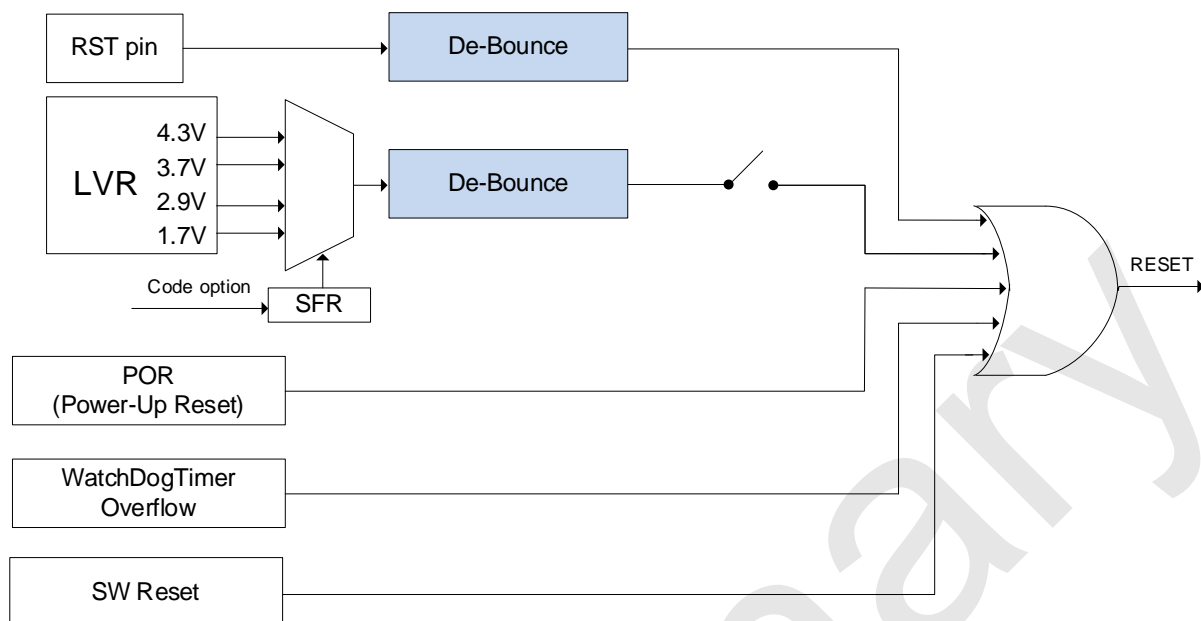 RST pin
De-Bounce
LVR
4.3V
3.7V
2.9V
1.7V
De-Bounce
Code option
SFR
RESET
POR
(Power-Up Reset)
WatchDogTimer
Overflow
SW Reset